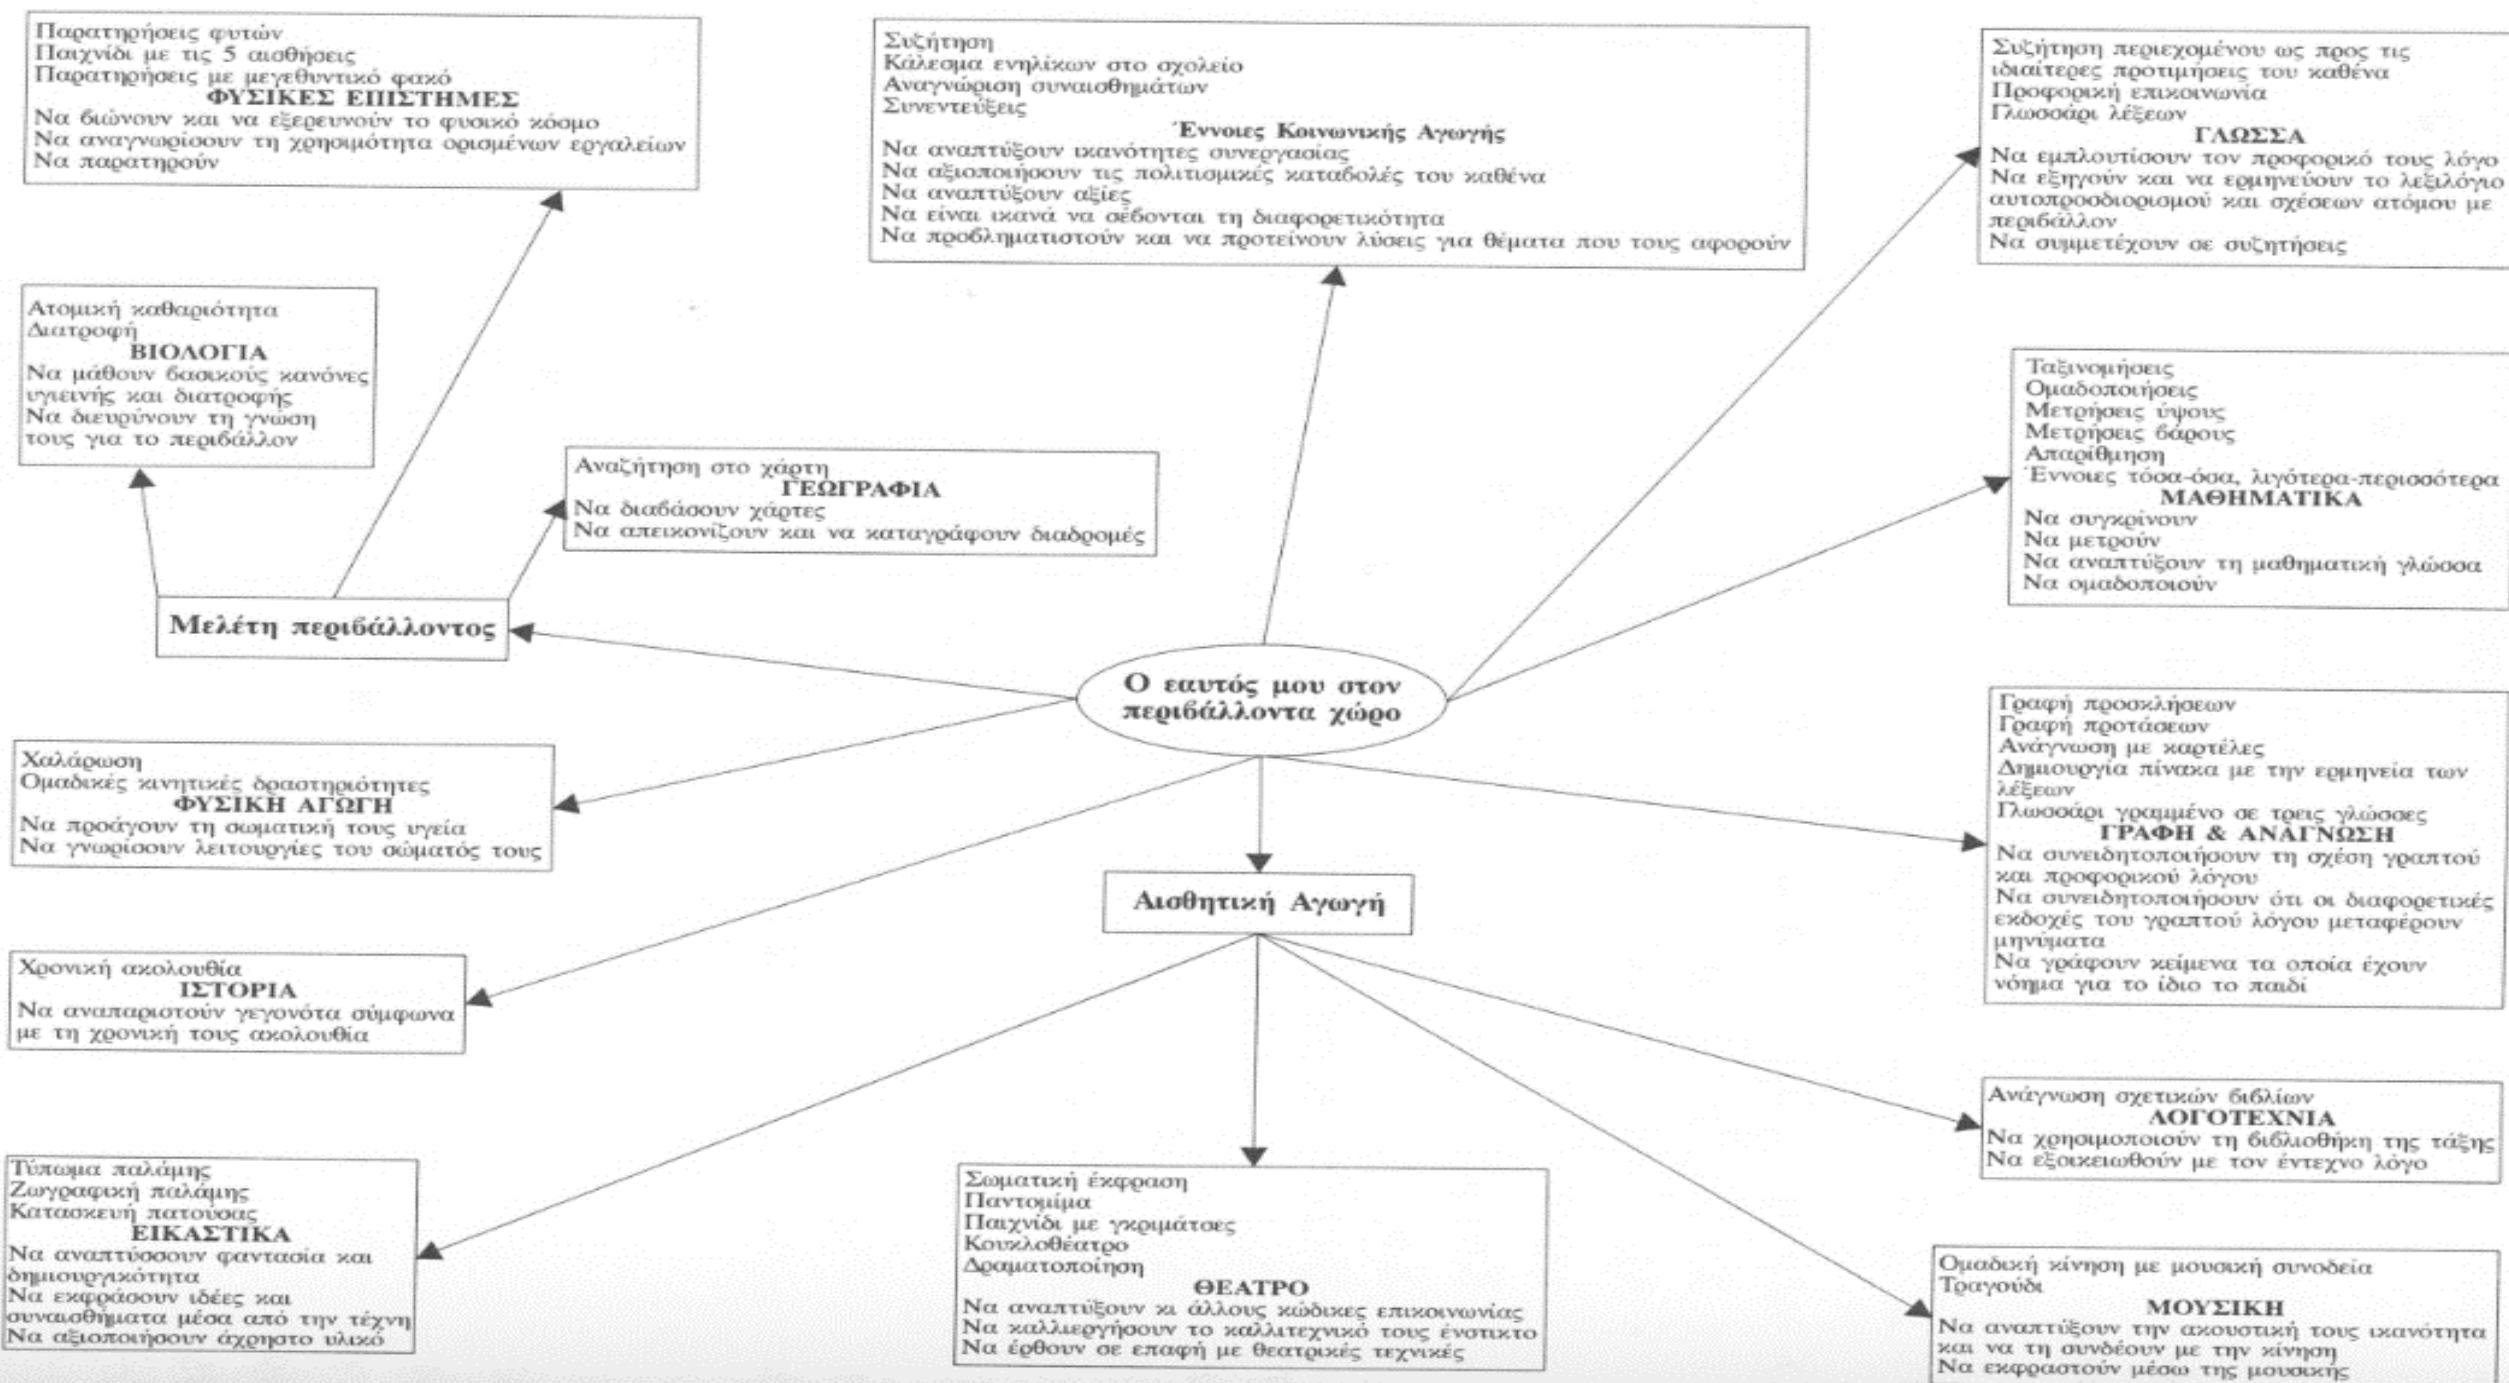 Παρατηρήσεις φυτών
Παιχνίδι με τις 5 αισθήσεις
Παρατηρήσεις με μεγεθυντικό φακό
ΦΥΣΙΚΕΣ ΕΠΙΣΤΗΜΕΣ
Να βιώνουν και να εξερευνούν το φυσικό κόσμο
Να αναγνωρίσουν τη χρησιμότητα ορισμένων εργαλείων
Να παρατηρούν
Συζήτηση
Κάλεσμα ενηλίκων στο σχολείο
Αναγνώριση συναισθημάτων
Συνεντεύξεις
Έννοιες Κοινωνικής Αγωγής
Να αναπτύξουν ικανότητες συνεργασίας
Να αξιοποιήσουν τις πολιτισμικές καταβολές του καθένα
Να αναπτύξουν αξίες
Να είναι ικανά να σέβονται τη διαφορετικότητα
Να προβληματιστούν και να προτείνουν λύσεις για θέματα που τους αφορούν
Συζήτηση περιεχομένου ως προς τις
ιδιαίτερες προτιμήσεις του καθένα
Προφορική επικοινωνία
Γλωσσάρι λέξεων
ΓΛΩΣΣΑ
Να εμπλουτίσουν τον προφορικό τους λόγο
Να εξηγούν και να ερμηνεύουν το λεξιλόγιο
αυτοπροσδιορισμού και σχέσεων ατόμου με
περιβάλλον
Να συμμετέχουν σε συζητήσεις
Ατομική καθαριότητα
Διατροφή
ΒΙΟΛΟΓΙΑ
Να μάθουν βασικούς κανόνες
υγιεινής και διατροφής
Να διευρύνουν τη γνώση
τους για το περιβάλλον
Αναζήτηση στο χάρτη
ΓΕΩΓΡΑΦΙΑ
Να διαβάσουν χάρτες
Να απεικονίζουν και να καταγράφουν διαδρομές
Ταξινομήσεις
Ομαδοποιήσεις
Μετρήσεις ύψους
Μετρήσεις βάρους
Απαρίθμηση
Έννοιες τόσα-όσα, λιγότερα-περισσότερα
ΜΑΘΗΜΑΤΙΚΑ
Να συγκρίνουν
Να μετρούν
Να αναπτύξουν τη μαθηματική γλώσσα
Να ομαδοποιούν
Μελέτη περιβάλλοντος
Ο εαυτός μου στον
περιβάλλοντα χώρο
Χαλάρωση
Ομαδικές κινητικές δραστηριότητες
ΦΥΣΙΚΗ ΑΓΩΓΗ
Να προάγουν τη σωματική τους υγεία
Να γνωρίσουν λειτουργίες του σώματός τους
Γραφή προσκλήσεων
Γραφή προτάσεων
Ανάγνωση με καρτέλες
Δημιουργία πίνακα με την ερμηνεία των
λέξεων
Γλωσσάρι γραμμένο σε τρεις γλώσσες
ΓΡΑΦΗ & ΑΝΑΓΝΩΣΗ
Να συνειδητοποιήσουν τη σχέση γραπτού
και προφορικού λόγου
Να συνειδητοποιήσουν ότι οι διαφορετικές
εκδοχές του γραπτού λόγου μεταφέρουν
μηνύματα
Να γράφουν κείμενα τα οποία έχουν
νόημα για το ίδιο το παιδί
Αισθητική Αγωγή
Χρονική ακολουθία
ΙΣΤΟΡΙΑ
Να αναπαριστούν γεγονότα σύμφωνα
με τη χρονική τους ακολουθία
Ανάγνωση σχετικών βιβλίων
ΛΟΓΟΤΕΧΝΙΑ
Να χρησιμοποιούν τη βιβλιοθήκη της τάξης
Να εξοικειωθούν με τον έντεχνο λόγο
Τύπωμα παλάμης
Ζωγραφική παλάμης
Κατασκευή πατούσας
ΕΙΚΑΣΤΙΚΑ
Να αναπτύσσουν φαντασία και
δημιουργικότητα
Να εκφράσουν ιδέες και
συναισθήματα μέσα από την τέχνη
Να αξιοποιήσουν άχρηστο υλικό
Σωματική έκφραση
Παντομίμα
Παιχνίδι με γκριμάτσες
Κουκλοθέατρο
Δραματοποίηση
ΘΕΑΤΡΟ
Να αναπτύξουν κι άλλους κώδικες επικοινωνίας
Να καλλιεργήσουν το καλλιτεχνικό τους ένστικτο
Να έρθουν σε επαφή με θεατρικές τεχνικές
Ομαδική κίνηση με μουσική συνοδεία
Τραγούδι
ΜΟΥΣΙΚΗ
Να αναπτύξουν την ακουστική τους ικανότητα
και να τη συνδέουν με την κίνηση
Να εκφραστούν μέσω της μουσικής